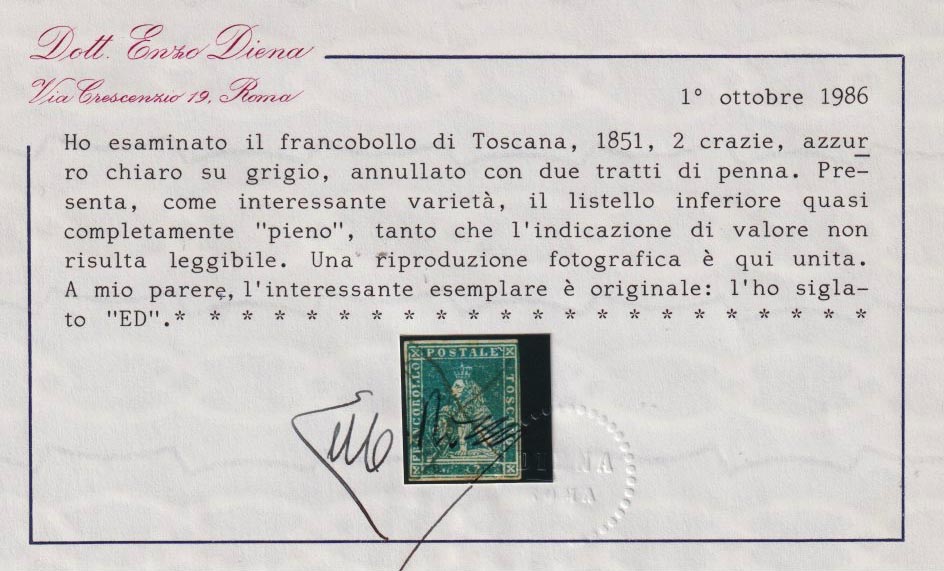 Dott. Enzo Diena
Via Crescenzio 19, Roma
1° ottobre 1986
Ho esaminato il francobollo di Toscana, 1851, 2 crazie, azzur
ro chiaro su grigio, annullato con due tratti di penna. Pre-
senta, come interessante varietà, il listello inferiore quasi
completamente "pieno", tanto che l'indicazione di valore non
risulta leggibile. Una riproduzione fotografica è qui unita.
A mio parere, l'interessante esemplare è originale: l'ho sigla-
to "ED".* * * * * * * * * * * * * * * * * * * * * *
POSTALE
FRANCOBOLLO